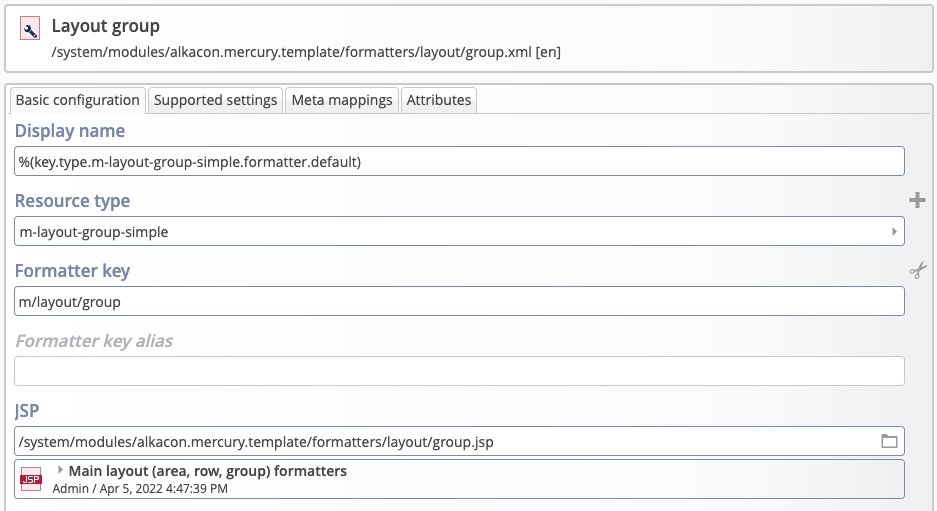 Layout group
/system/modules/alkacon.mercury.template/formatters/layout/group.xml [en]
Basic configuration Supported settings Meta mappings Attributes
Display name
%(key.type.m-layout-group-simple.formatter.default)
Resource type
m-layout-group-simple
Formatter key
m/layout/group
Formatter key alias
JSP
/system/modules/alkacon.mercury.template/formatters/layout/group.jsp
JSP Main layout (area, row, group) formatters
Admin / Apr 5, 2022 4:47:39 PM